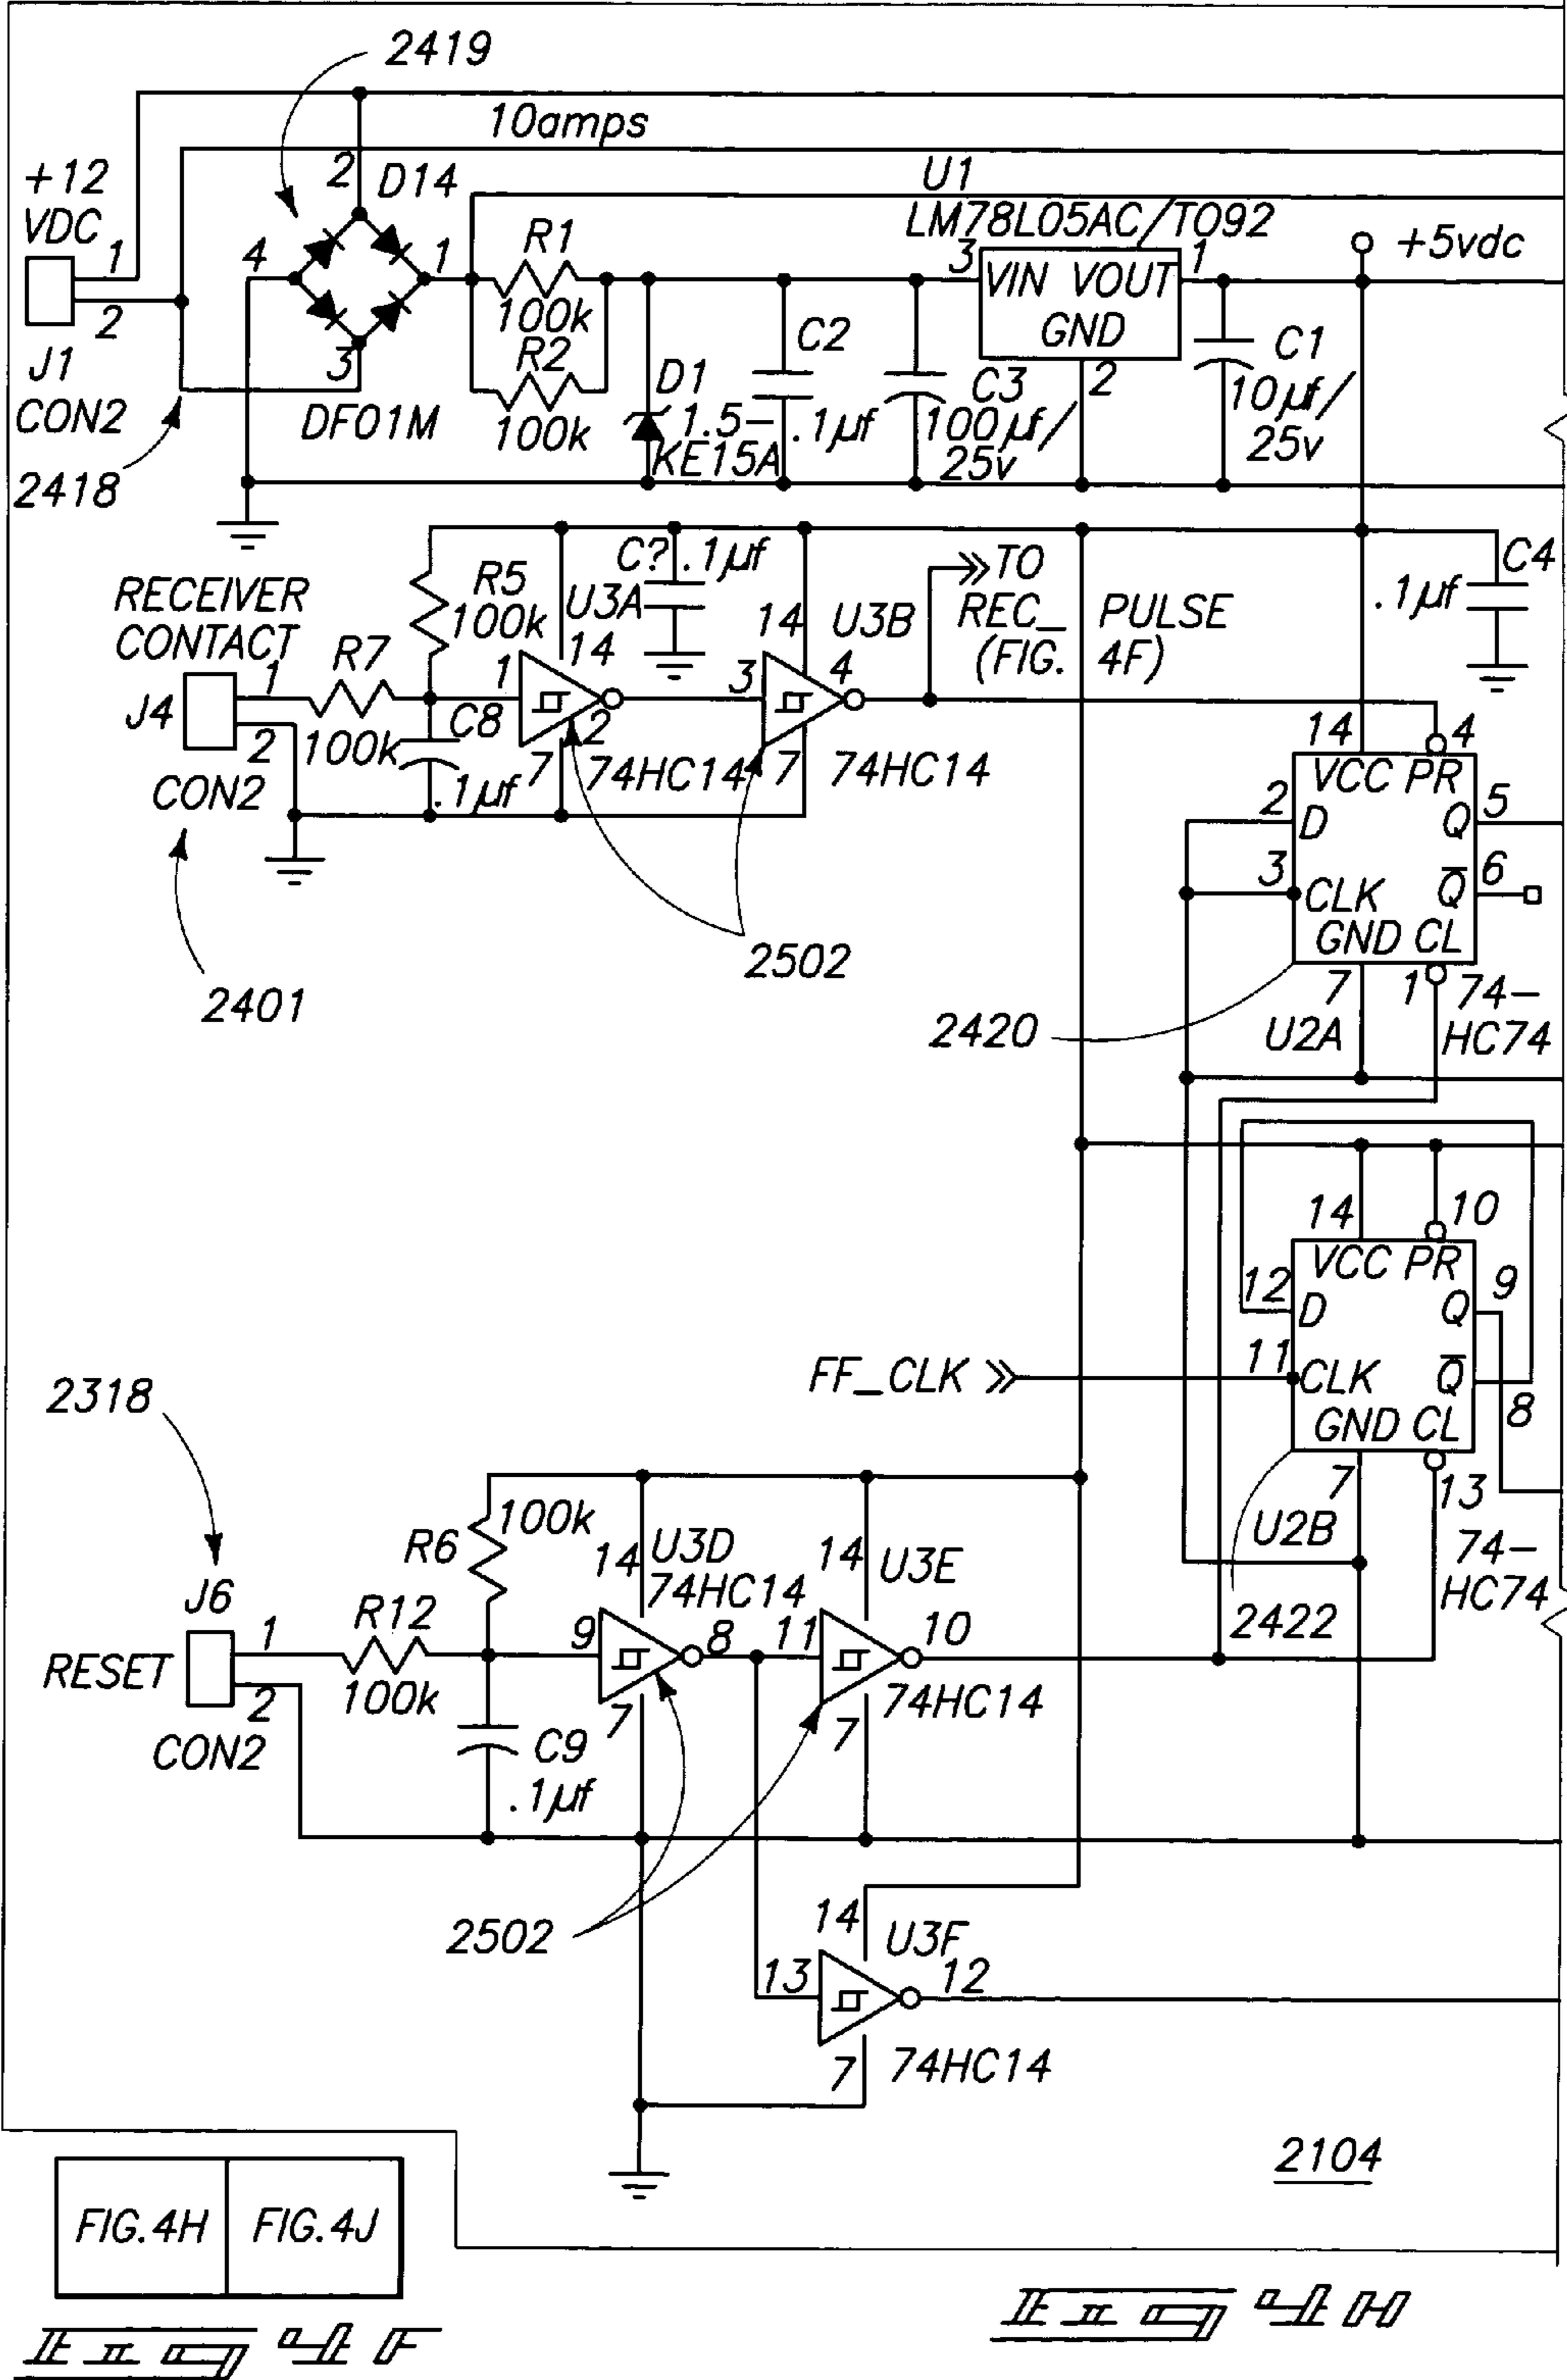 2419
10amps
+12
VDC
1
2
J1
CON2
2418
2
D14
4
1
3
DF01M
R1
100k
R2
100k
D1
1.5-
KE15A
C2
.1µf
C3
100µf/
25v
U1
LM78L05AC/TO92
3
VIN VOUT
GND
1
2
C1
10µf/
25v
+5vdc
RECEIVER
CONTACT
J4
1
2
CON2
2401
R7
100k
R5
100k
C8
.1µf
U3A
14
1
2
7
74HC14
C? .1µf
14
U3B
3
4
7
74HC14
2502
TO
REC_ PULSE
(FIG. 4F)
C4
.1µf
14
4
VCC PR
2
D
Q
5
3
CLK
Q̅
6
GND CL
7
1
74-
HC74
U2A
2420
14
10
VCC PR
12
D
Q
9
FF_CLK
11
CLK
Q̅
8
GND CL
7
13
74-
HC74
U2B
2422
2318
J6
RESET
1
2
CON2
R12
100k
R6
100k
C9
.1µf
14
U3D
74HC14
9
8
7
14
U3E
11
10
74HC14
7
2502
14
U3F
13
12
7
74HC14
2104
FIG.4H
FIG.4J
Fig 4F
Fig 4H